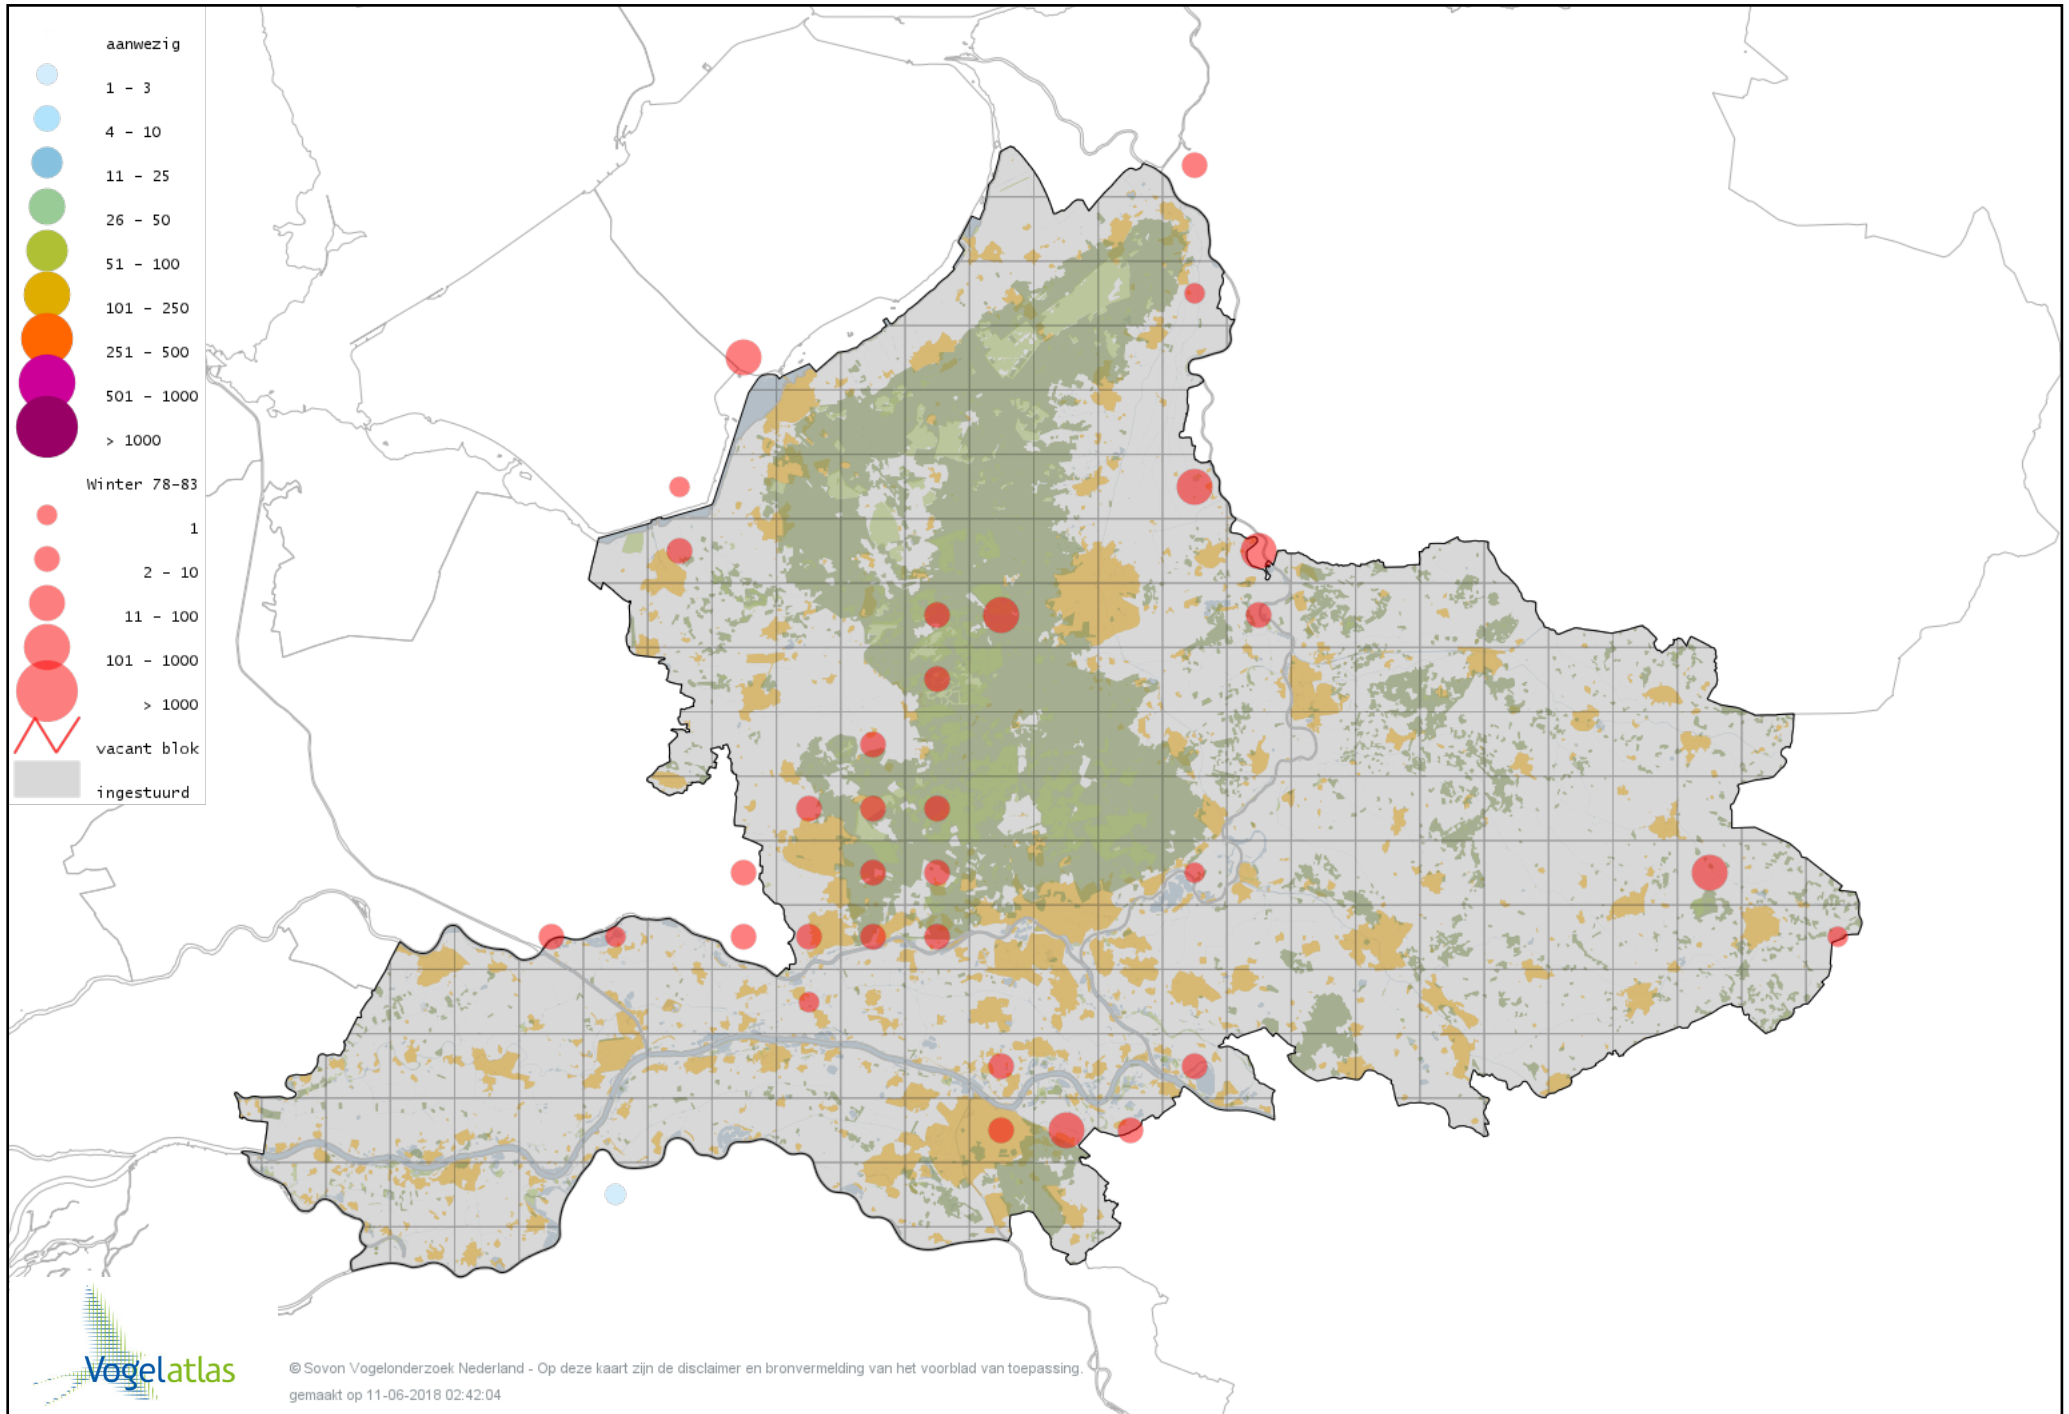 aanwezig
1 - 3
4 - 10
11 - 25
26 - 50
51 - 100
101 - 250
251 - 500
501 - 1000
> 1000
Winter 78-83
1
2 - 10
11 - 100
101 - 1000
> 1000
vacant blok
ingestuurd
Vogelatlas
© Sovon Vogelonderzoek Nederland - Op deze kaart zijn de disclaimer en bronvermelding van het voorblad van toepassing.
gemaakt op 11-06-2018 02:42:04